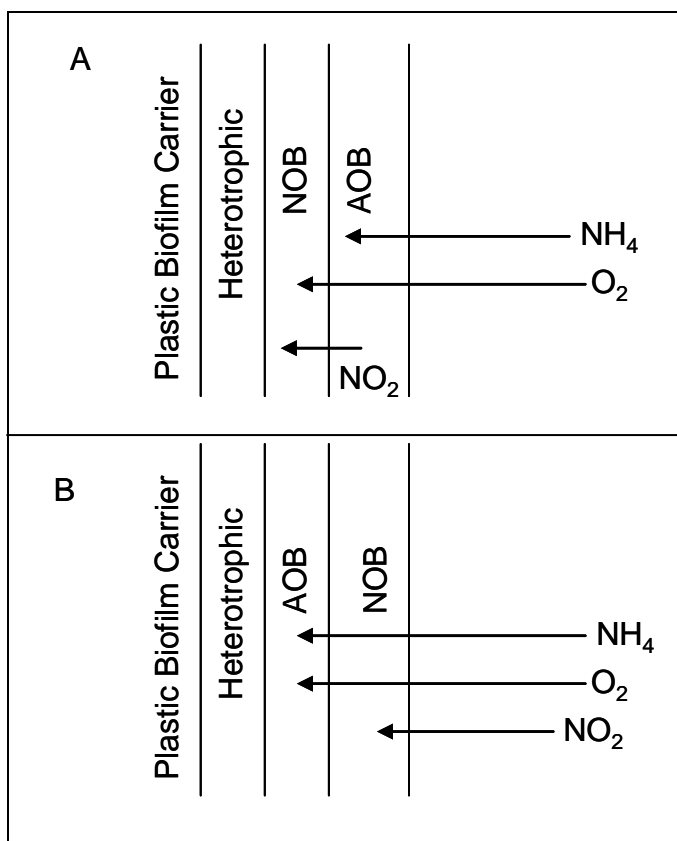 A
Plastic Biofilm Carrier
Heterotrophic
NOB
AOB
NH₄
O₂
NO₂
B
Plastic Biofilm Carrier
Heterotrophic
AOB
NOB
NH₄
O₂
NO₂